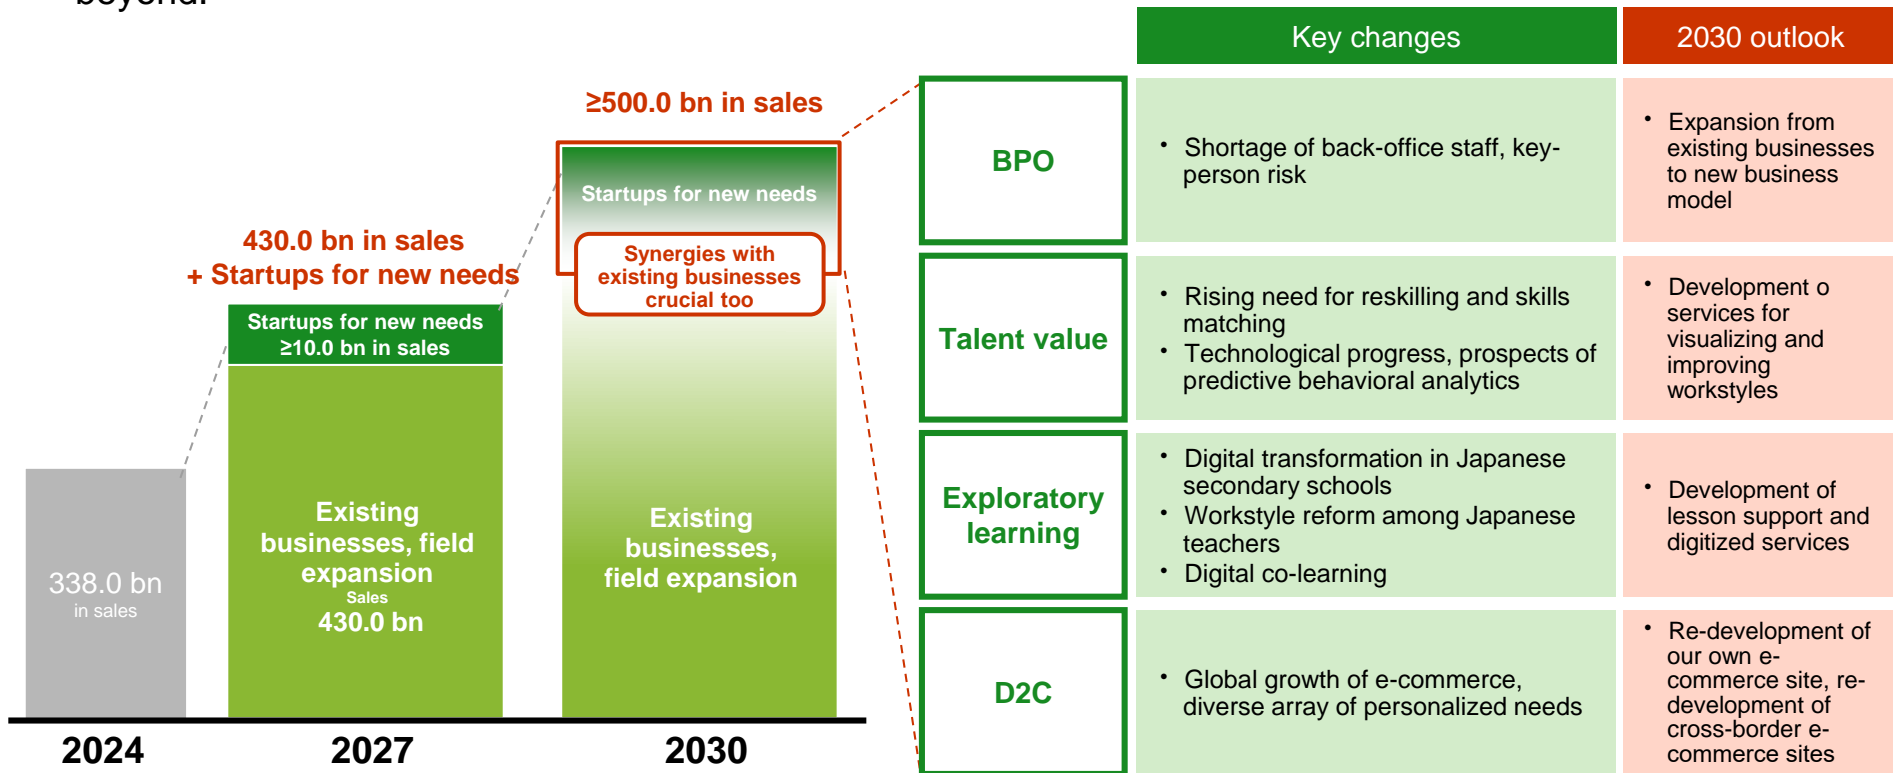 beyond.
Key changes
2030 outlook
≥500.0 bn in sales
Startups for new needs
Synergies with
existing businesses
crucial too
Existing
businesses,
field expansion
430.0 bn in sales
+ Startups for new needs
Startups for new needs
≥10.0 bn in sales
Existing
businesses, field
expansion
Sales
430.0 bn
338.0 bn
in sales
2024
2027
2030
BPO
• Shortage of back-office staff, key-
person risk
• Expansion from
existing businesses
to new business
model
Talent value
• Rising need for reskilling and skills
matching
• Technological progress, prospects of
predictive behavioral analytics
• Development o
services for
visualizing and
improving
workstyles
Exploratory
learning
• Digital transformation in Japanese
secondary schools
• Workstyle reform among Japanese
teachers
• Digital co-learning
• Development of
lesson support and
digitized services
D2C
• Global growth of e-commerce,
diverse array of personalized needs
• Re-development of
our own e-
commerce site, re-
development of
cross-border e-
commerce sites